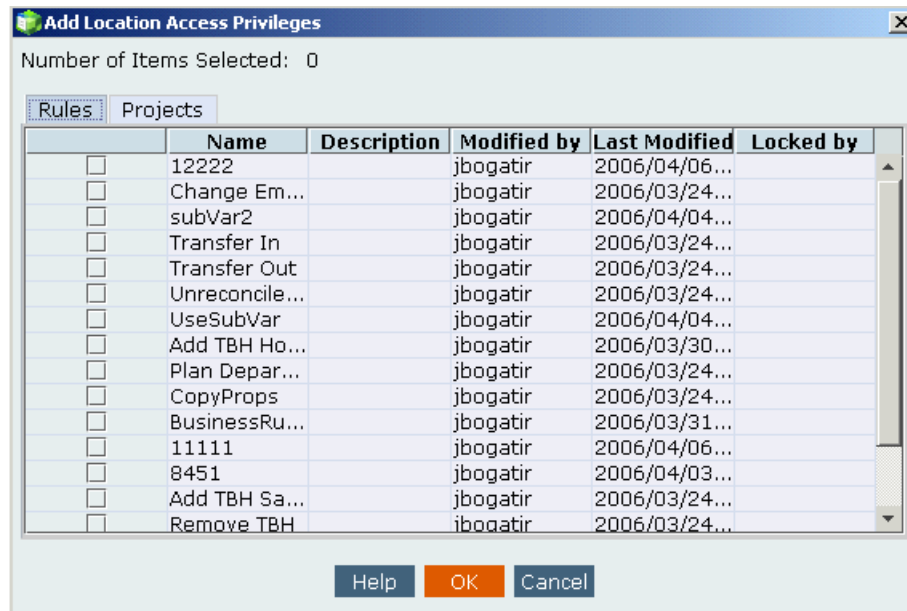 Add Location Access Privileges
Number of Items Selected: 0
Rules Projects
Name Description Modified by Last Modified Locked by
12222 jbogatir 2006/04/06...
Change Em... jbogatir 2006/03/24...
subVar2 jbogatir 2006/04/04...
Transfer In jbogatir 2006/03/24...
Transfer Out jbogatir 2006/03/24...
Unreconcile... jbogatir 2006/03/24...
UseSubVar jbogatir 2006/04/04...
Add TBH Ho... jbogatir 2006/03/30...
Plan Depar... jbogatir 2006/03/24...
CopyProps jbogatir 2006/03/24...
BusinessRu... jbogatir 2006/03/31...
11111 jbogatir 2006/04/06...
8451 jbogatir 2006/04/03...
Add TBH Sa... jbogatir 2006/03/24...
Remove TBH jbogatir 2006/03/24...
Help OK Cancel